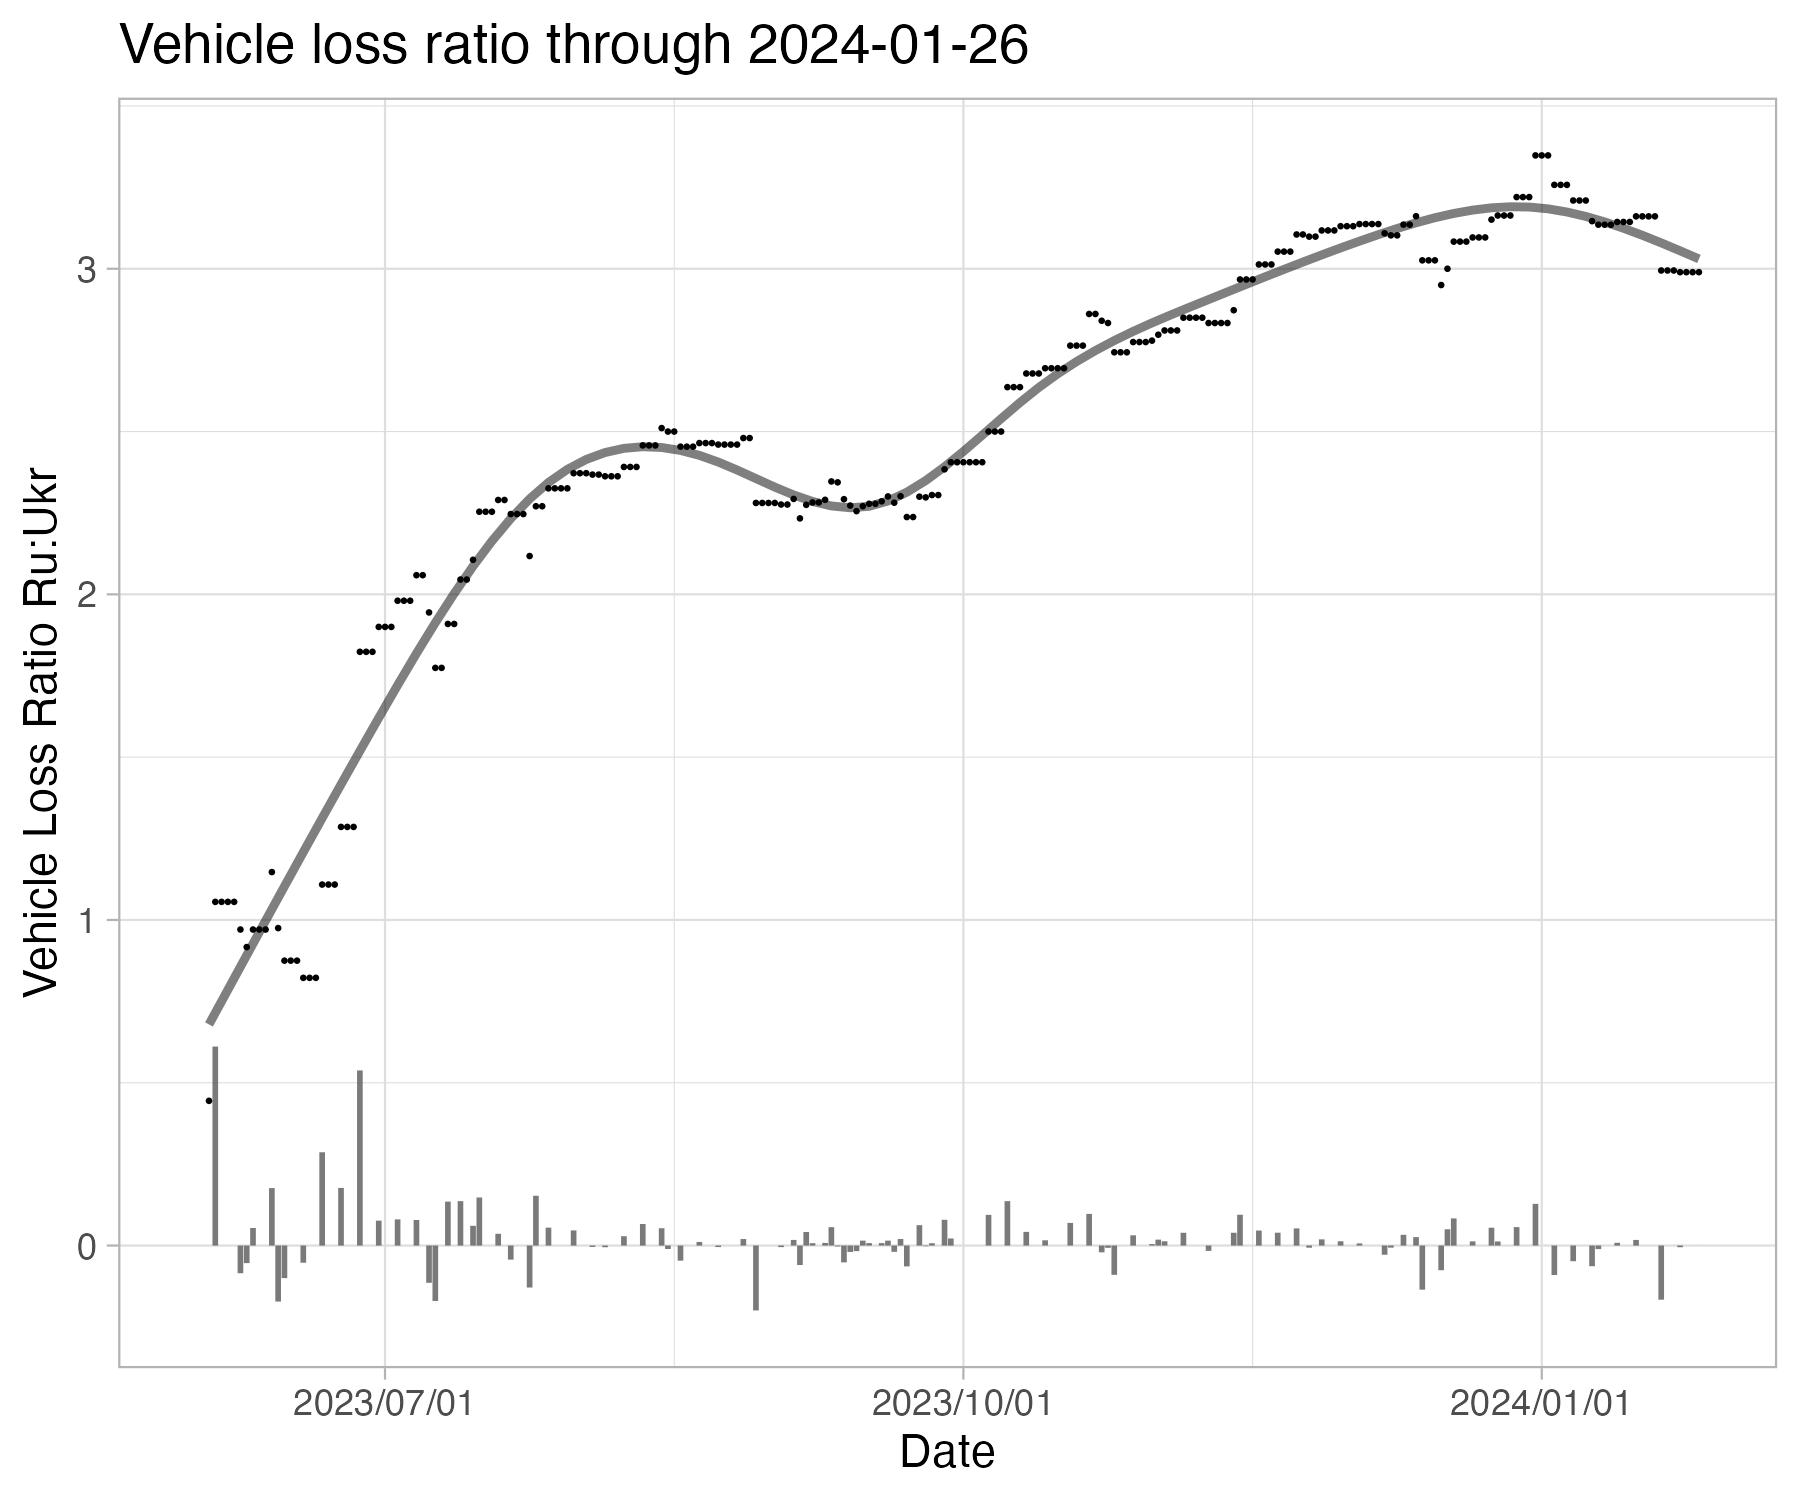 Vehicle loss ratio through 2024-01-26
Vehicle Loss Ratio Ru:Ukr
3
2
1
0
2023/07/01
2023/10/01
2024/01/01
Date